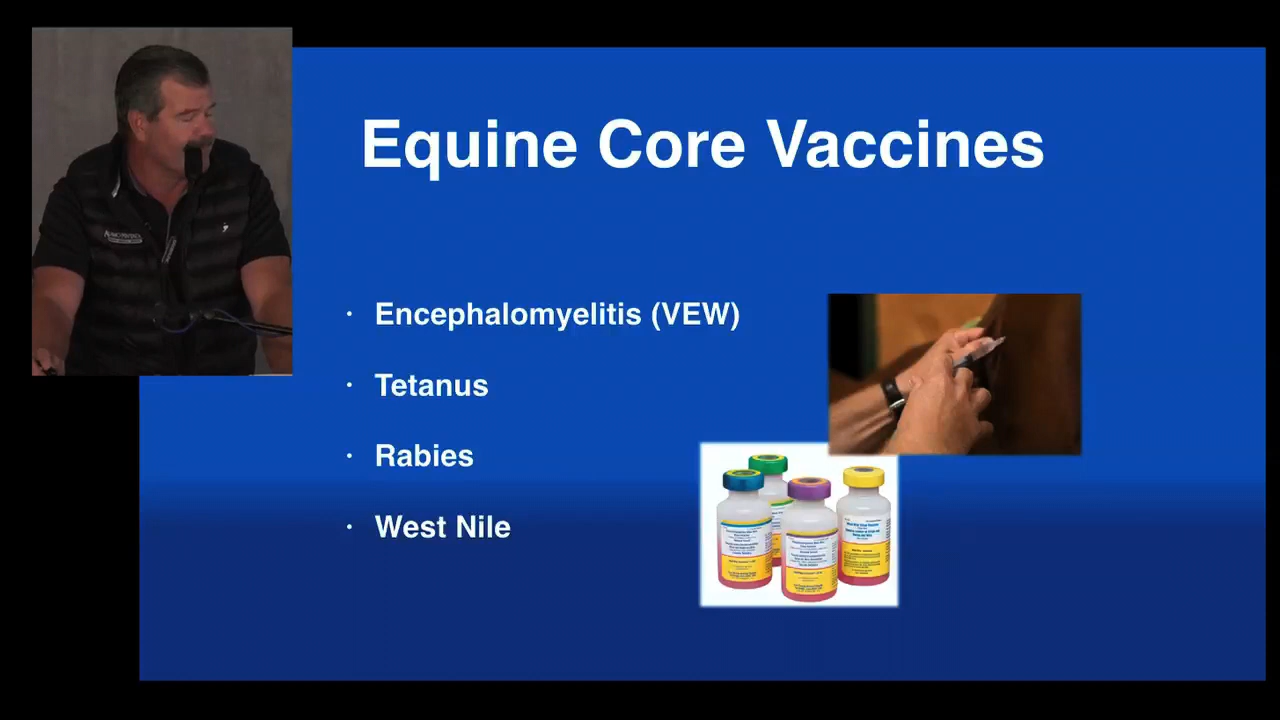 Equine Core Vaccines
· Encephalomyelitis (VEW)
· Tetanus
· Rabies
· West Nile